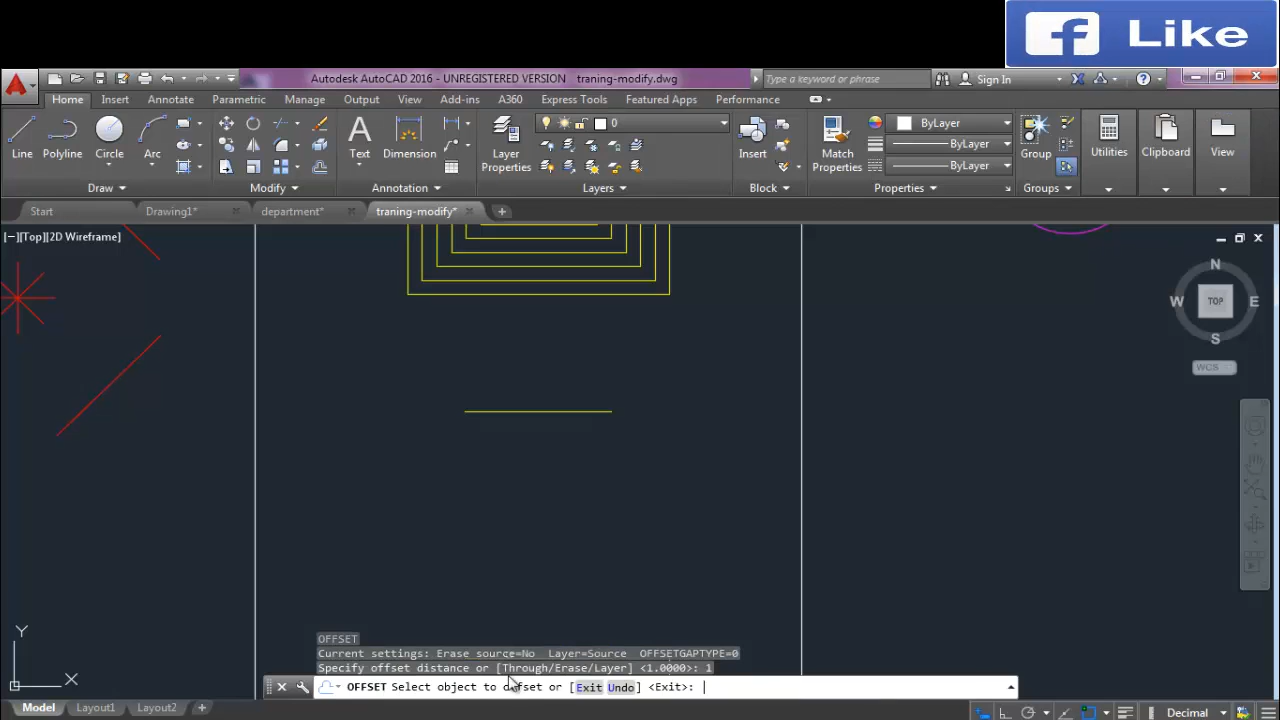 f Like
Autodesk AutoCAD 2016 - UNREGISTERED VERSION traning-modify.dwg
Type a keyword or phrase
Sign In
Home Insert Annotate Parametric Manage Output View Add-ins A360 Express Tools Featured Apps Performance
0
ByLayer
ByLayer
ByLayer
Line Polyline Circle Arc
Text Dimension
Layer Properties
Insert
Match Properties
Group
Utilities
Clipboard
View
Draw Modify Annotation Layers Block Properties Groups
Start Drawing1* department* traning-modify*
[−][Top][2D Wireframe]
N
W TOP E
S
WCS
Y
X
OFFSET
Current settings: Erase source=No Layer=Source OFFSETGAPTYPE=0
Specify offset distance or [Through/Erase/Layer] <1.0000>: 1
OFFSET Select object to offset or [Exit Undo] <Exit>:
Model Layout1 Layout2
Decimal